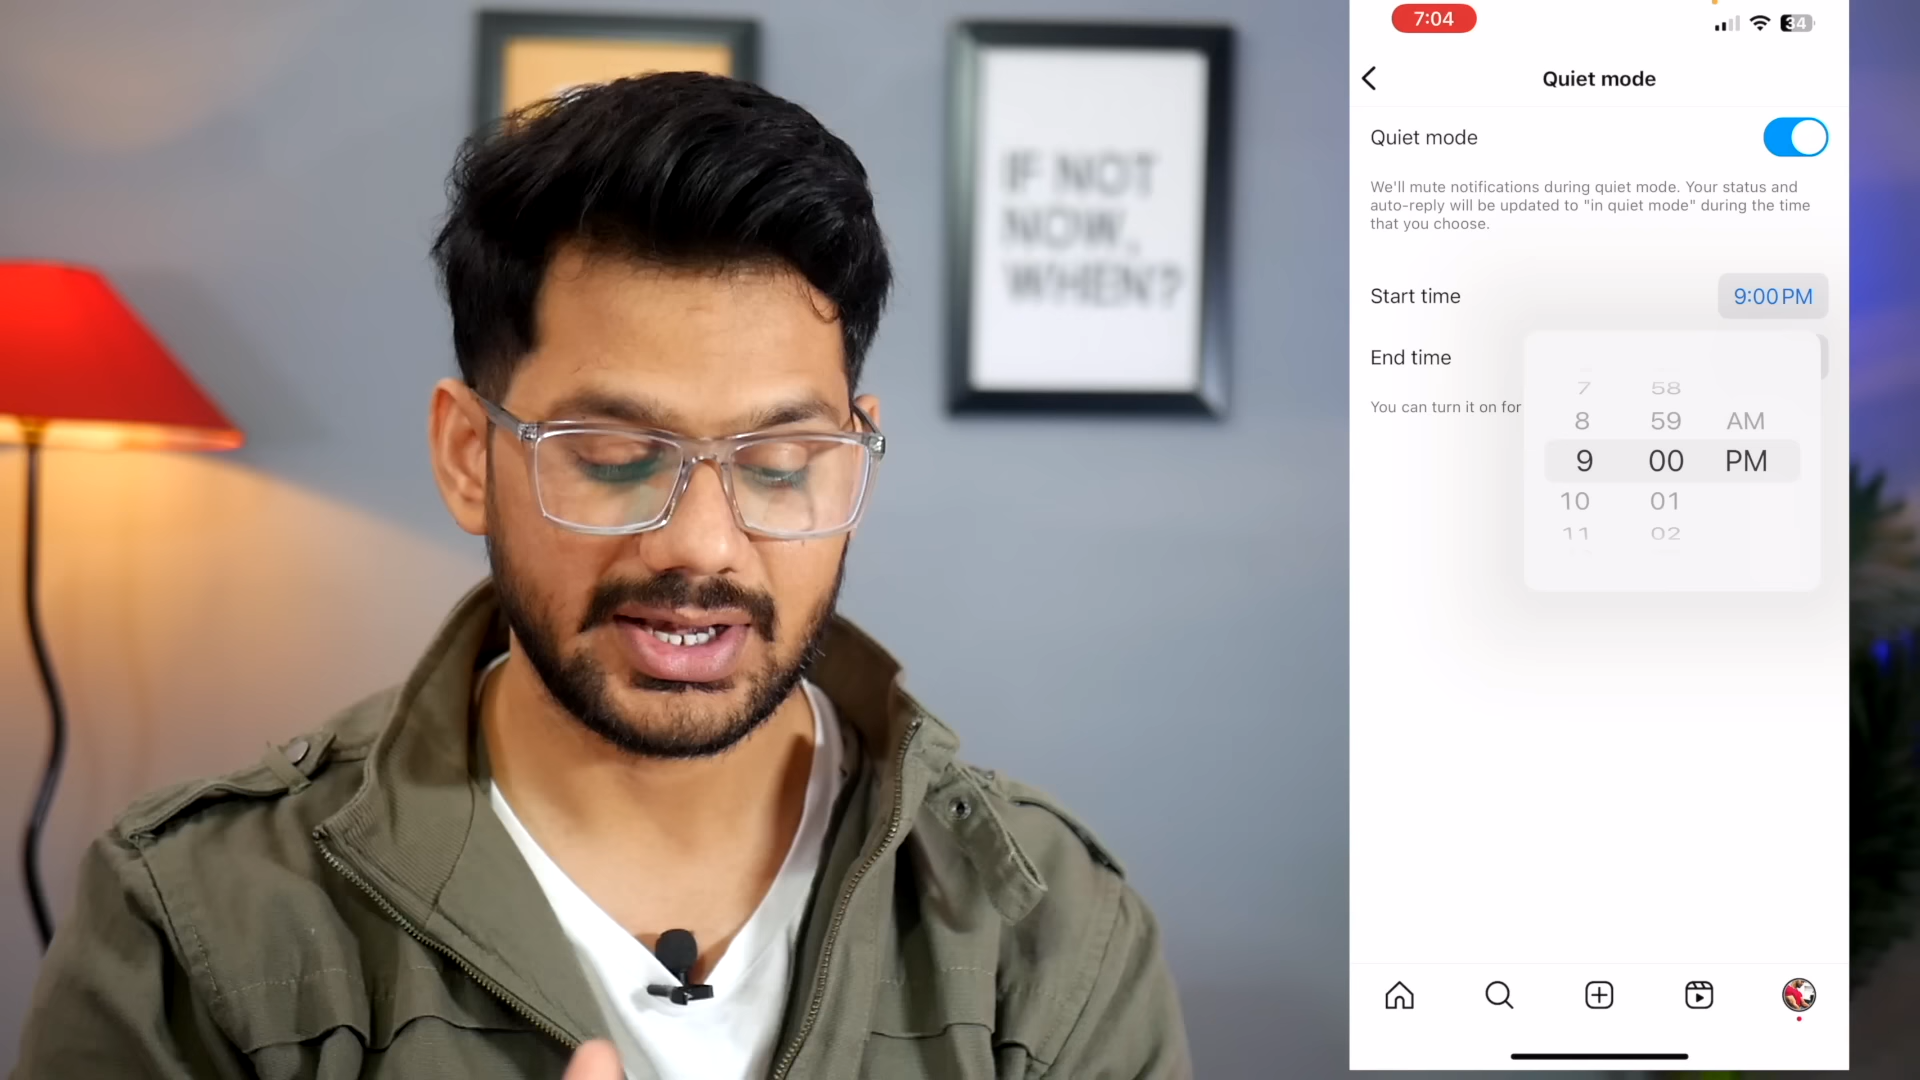 IF NOT
NOW,
WHEN?
7:04
34
Quiet mode
Quiet mode
We'll mute notifications during quiet mode. Your status and
auto-reply will be updated to "in quiet mode" during the time
that you choose.
Start time
9:00 PM
End time
You can turn it on for
7 58
8 59 AM
9 00 PM
10 01
11 02